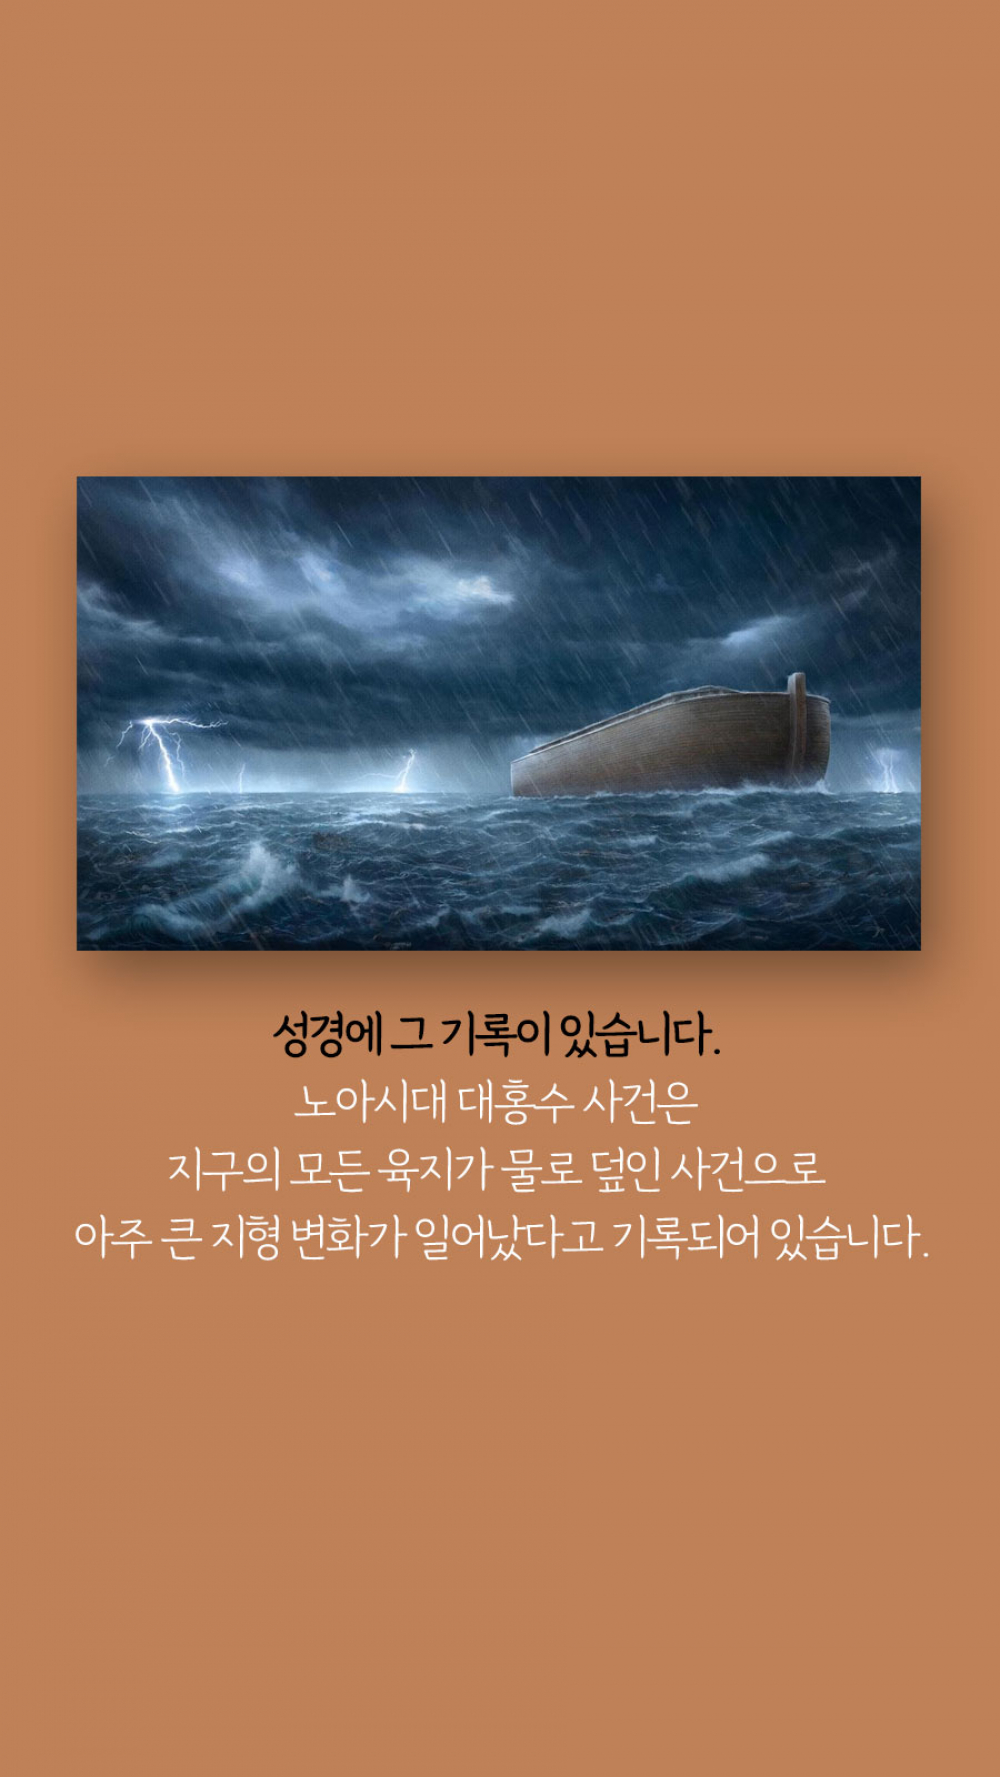 성경에 그 기록이 있습니다.
노아시대 대홍수 사건은
지구의 모든 육지가 물로 덮인 사건으로
아주 큰 지형 변화가 일어났다고 기록되어 있습니다.